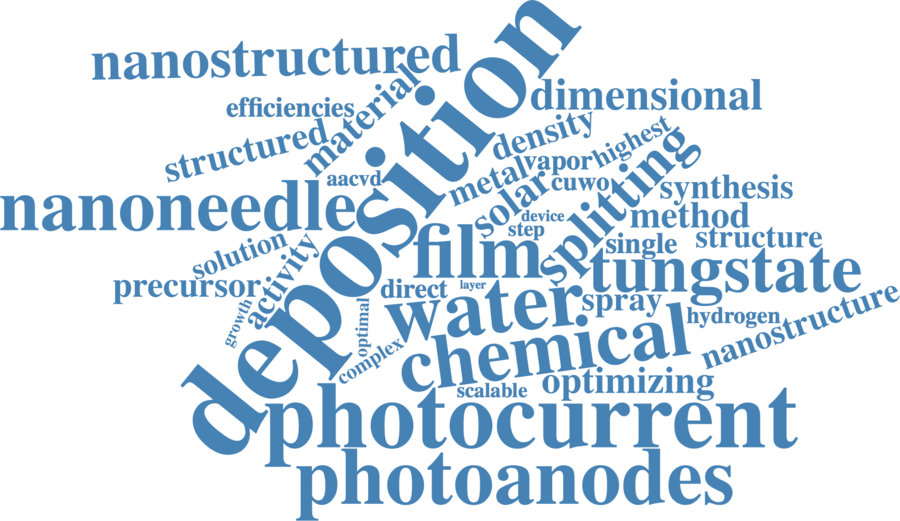 nanostructured
deposition
dimensional
efficiencies
material
density
highest
structured
aacvd
metal
vapor
solar
cuwo
splitting
synthesis
nanoneedle
device
step
method
film
single
structure
solution
activity
tungstate
precursor
direct
layer
water
spray
hydrogen
nanostructure
growth
optimal
complex
chemical
scalable
optimizing
photocurrent
photoanodes